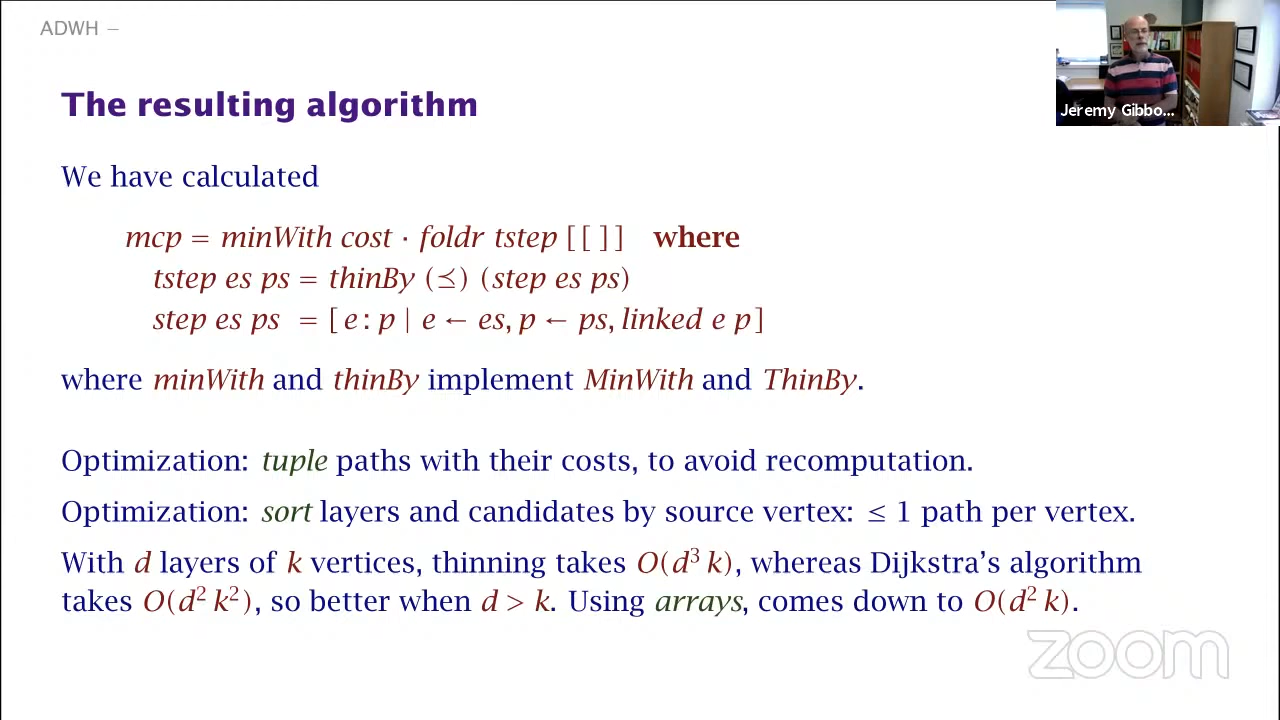 ADWH –
Jeremy Gibbo...
The resulting algorithm
We have calculated
mcp = minWith cost · foldr tstep [[]] where
tstep es ps = thinBy (⪯) (step es ps)
step es ps = [e : p | e ← es, p ← ps, linked e p]
where minWith and thinBy implement MinWith and ThinBy.
Optimization: tuple paths with their costs, to avoid recomputation.
Optimization: sort layers and candidates by source vertex: ≤ 1 path per vertex.
With d layers of k vertices, thinning takes O(d³ k), whereas Dijkstra's algorithm
takes O(d² k²), so better when d > k. Using arrays, comes down to O(d² k).
zoom